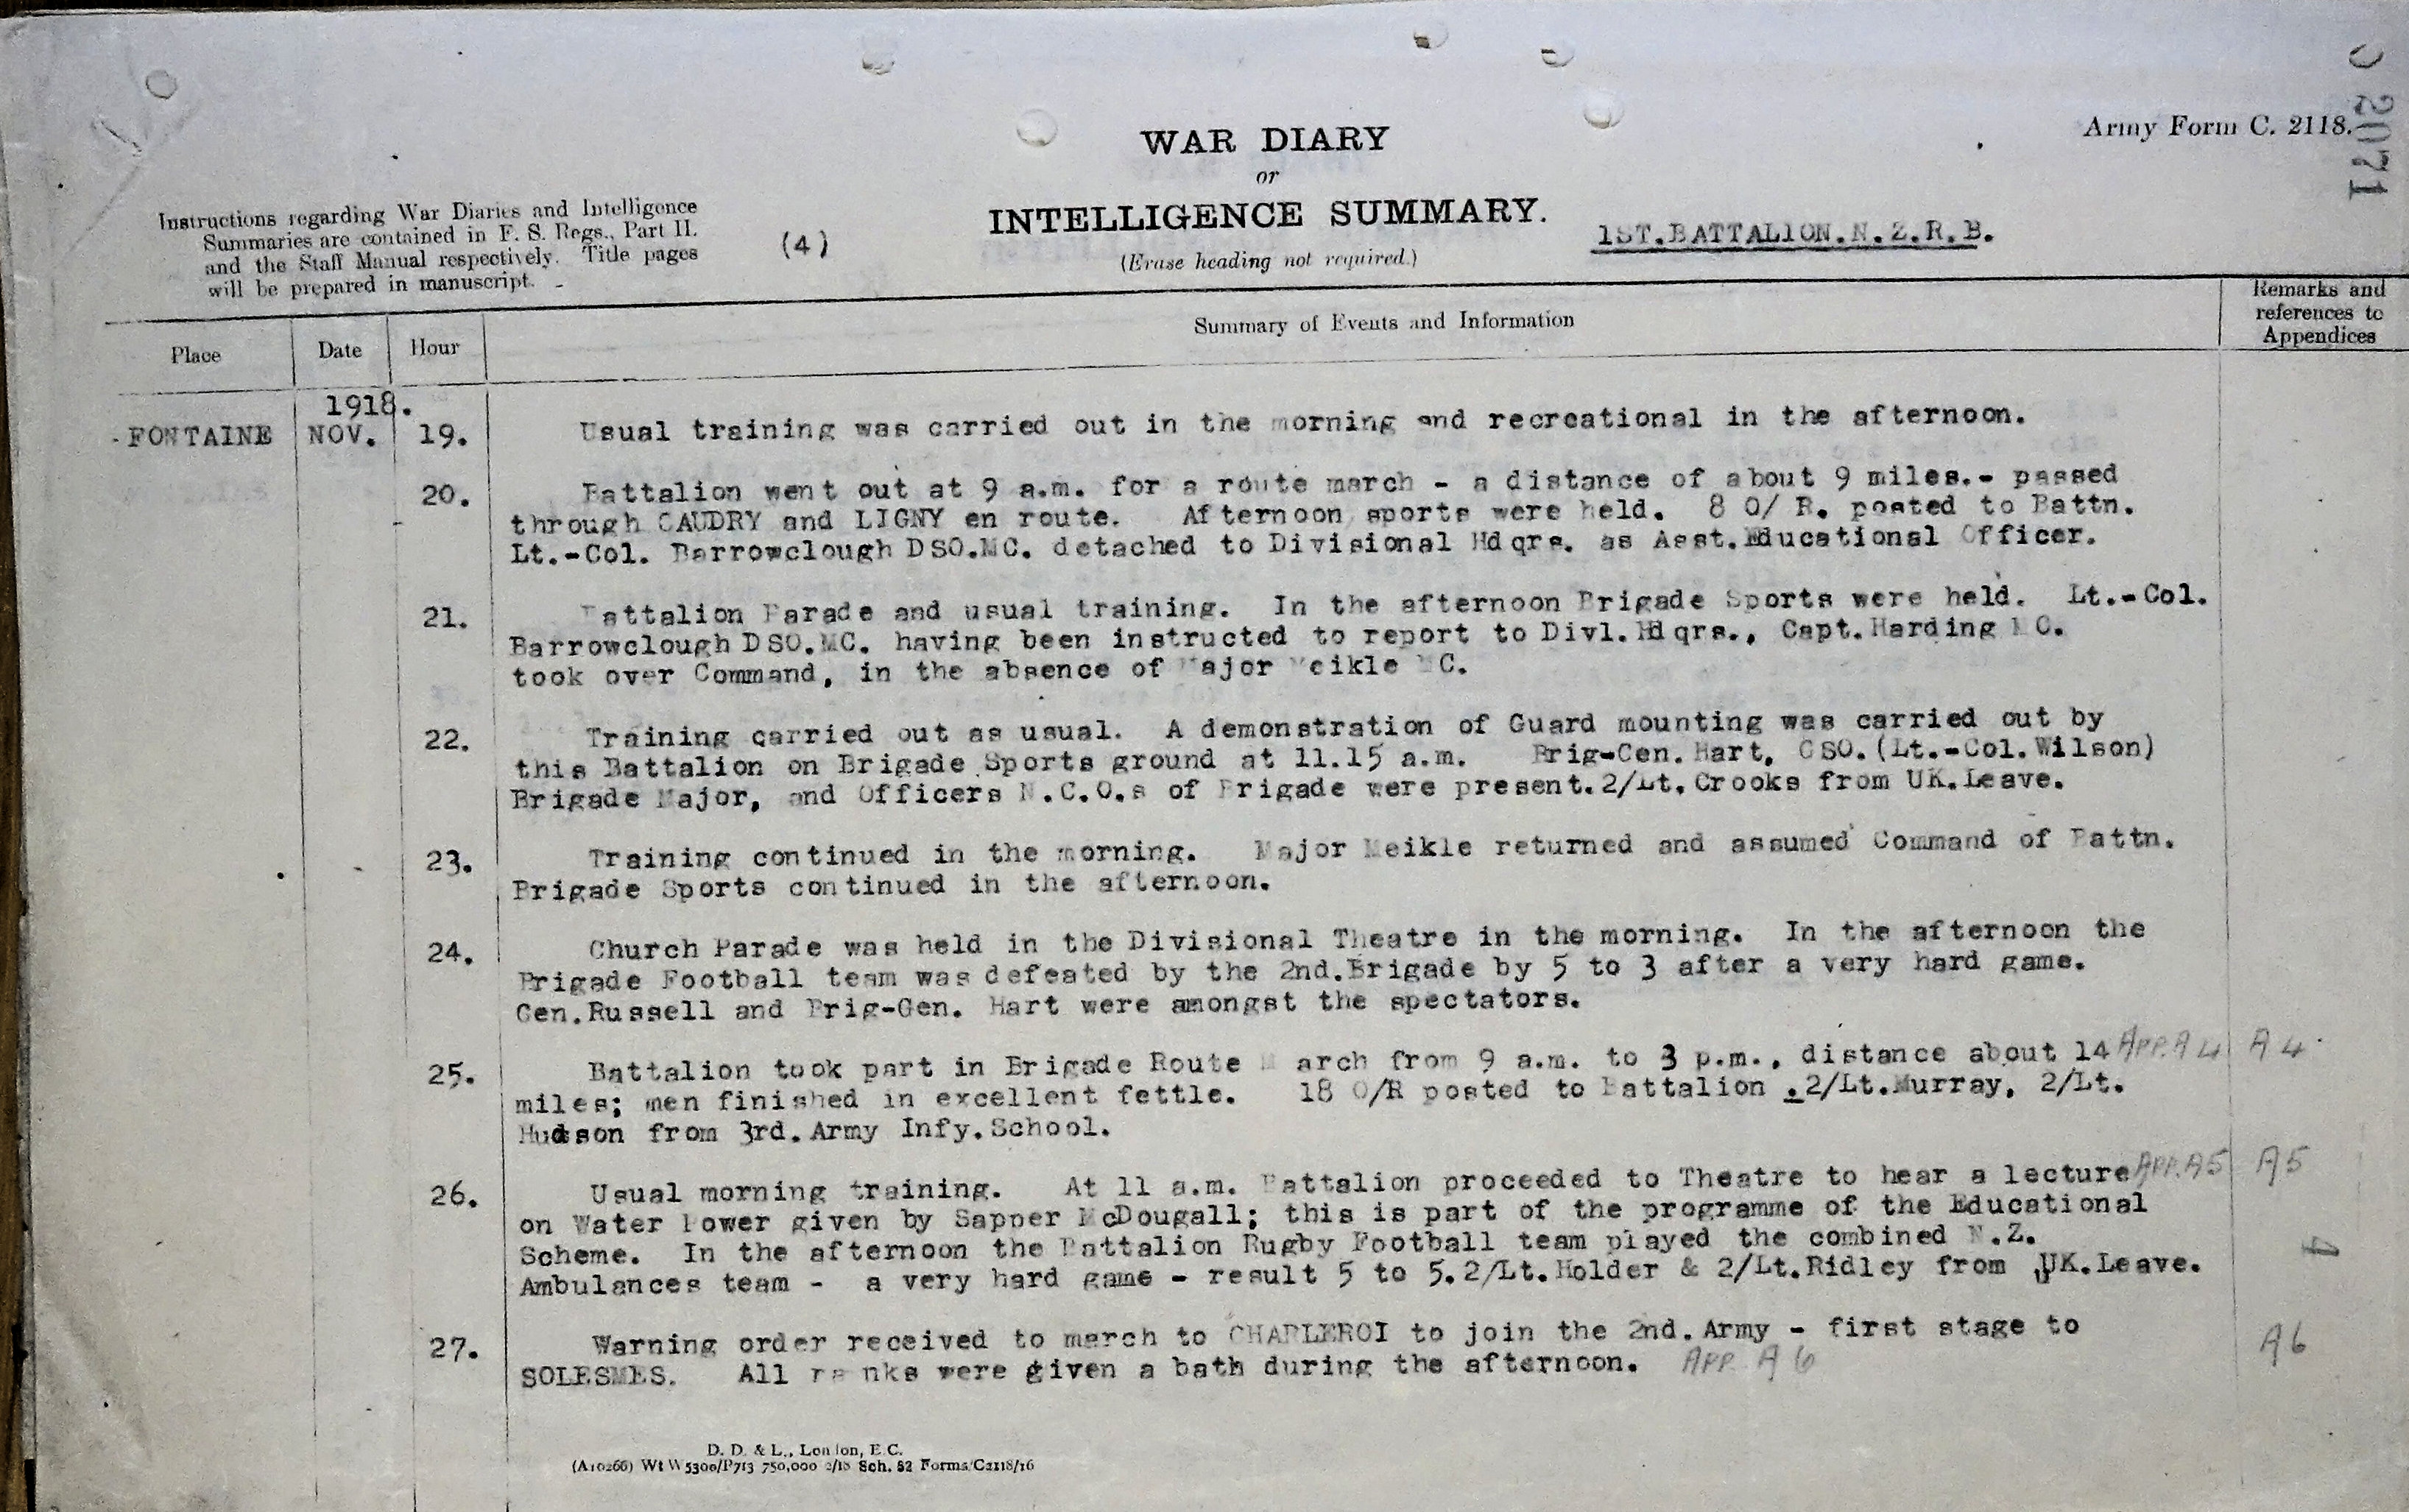 Army Form C. 2118.
2071
WAR DIARY
or
INTELLIGENCE SUMMARY.
(Erase heading not required.)
Instructions regarding War Diaries and Intelligence
Summaries are contained in F. S. Regs., Part II.
and the Staff Manual respectively. Title pages
will be prepared in manuscript.
(4)
1ST.BATTALION.N.Z.R.B.
Place
Date
Hour
Summary of Events and Information
Remarks and
references to
Appendices
1918.
FONTAINE NOV. 19. Usual training was carried out in the morning and recreational in the afternoon.
20. Battalion went out at 9 a.m. for a route march - a distance of about 9 miles.- passed
through CAUDRY and LIGNY en route. Afternoon sports were held. 8 O/ R. posted to Battn.
Lt.-Col. Barrowclough DSO.MC. detached to Divisional Hdqrs. as Asst.Educational Officer.
21. Battalion Parade and usual training. In the afternoon Brigade Sports were held. Lt.-Col.
Barrowclough DSO.MC. having been instructed to report to Divl.Hdqrs., Capt.Harding MC.
took over Command, in the absence of Major Meikle MC.
22. Training carried out as usual. A demonstration of Guard mounting was carried out by
this Battalion on Brigade Sports ground at 11.15 a.m. Brig-Gen. Hart, GSO.(Lt.-Col.Wilson)
Brigade Major, and Officers N.C.O.s of Brigade were present.2/Lt.Crooks from UK.Leave.
23. Training continued in the morning. Major Meikle returned and assumed Command of Battn.
Brigade Sports continued in the afternoon.
24. Church Parade was held in the Divisional Theatre in the morning. In the afternoon the
Brigade Football team was defeated by the 2nd.Brigade by 5 to 3 after a very hard game.
Gen.Russell and Brig-Gen. Hart were amongst the spectators.
25. Battalion took part in Brigade Route M arch from 9 a.m. to 3 p.m., distance about 14 APP. A4 A4
miles; men finished in excellent fettle. 18 O/R posted to Battalion .2/Lt.Murray, 2/Lt.
Hudson from 3rd.Army Infy.School.
26. Usual morning training. At 11 a.m. Battalion proceeded to Theatre to hear a lecture APP. A5 A5
on Water Power given by Sapper McDougall; this is part of the programme of the Educational
Scheme. In the afternoon the Battalion Rugby Football team played the combined N.Z.
Ambulances team - a very hard game - result 5 to 5.2/Lt.Holder & 2/Lt.Ridley from UK.Leave.
4
27. Warning order received to march to CHARLEROI to join the 2nd.Army - first stage to
SOLESMES. All ranks were given a bath during the afternoon. APP. A6 A6
D. D. & L., London, E.C.
(A10266) Wt W5300/P713 750,000 2/18 Sch. 52 Forms/C2118/16